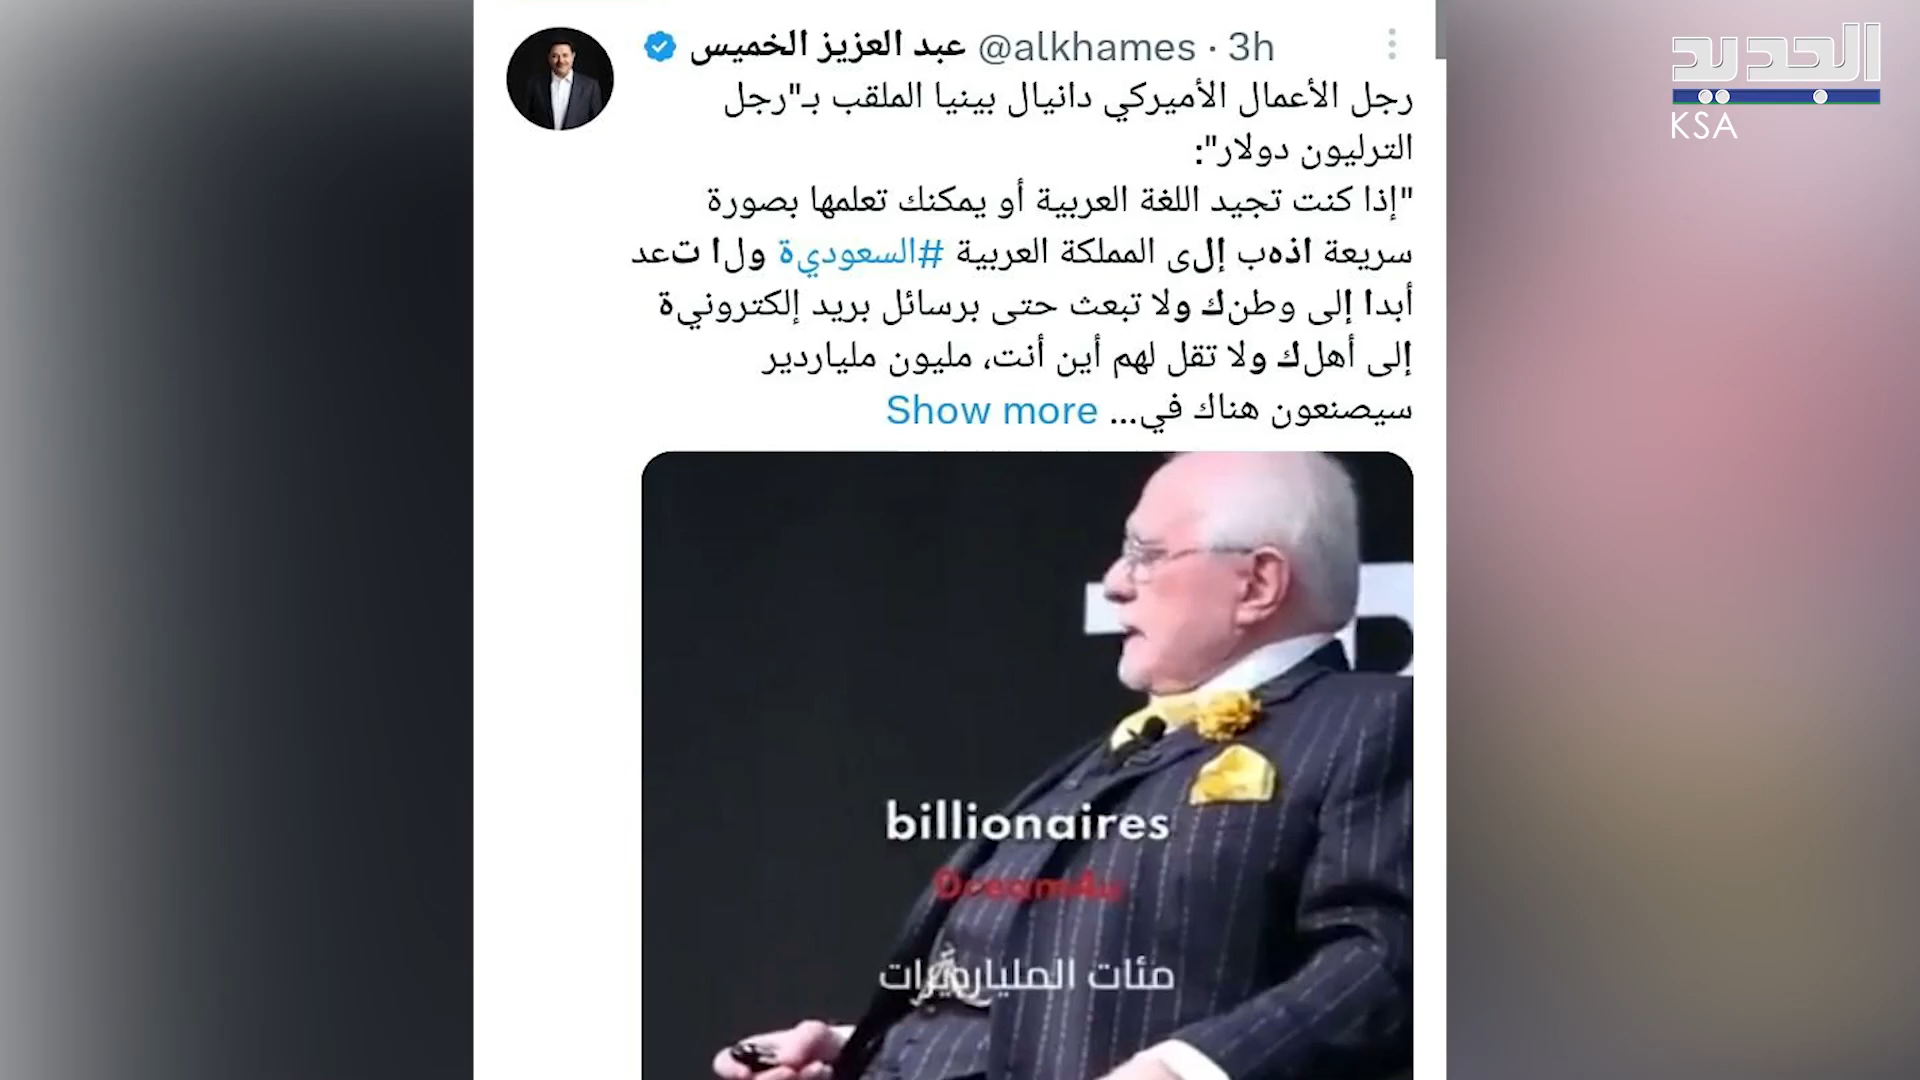 عبد العزيز الخميس @alkhames · 3h
الجديد
KSA
رجل الأعمال الأميركي دانيال بينيا الملقب بـ"رجل
الترليون دولار":
"إذا كنت تجيد اللغة العربية أو يمكنك تعلمها بصورة
سريعة اذهب إلى المملكة العربية #السعودية ولا تعد
أبدا إلى وطنك ولا تبعث حتى برسائل بريد إلكترونية
إلى أهلك ولا تقل لهم أين أنت، مليون ملياردير
سيصنعون هناك في... Show more
billionaires
Dream4u
مئات المليارديرات